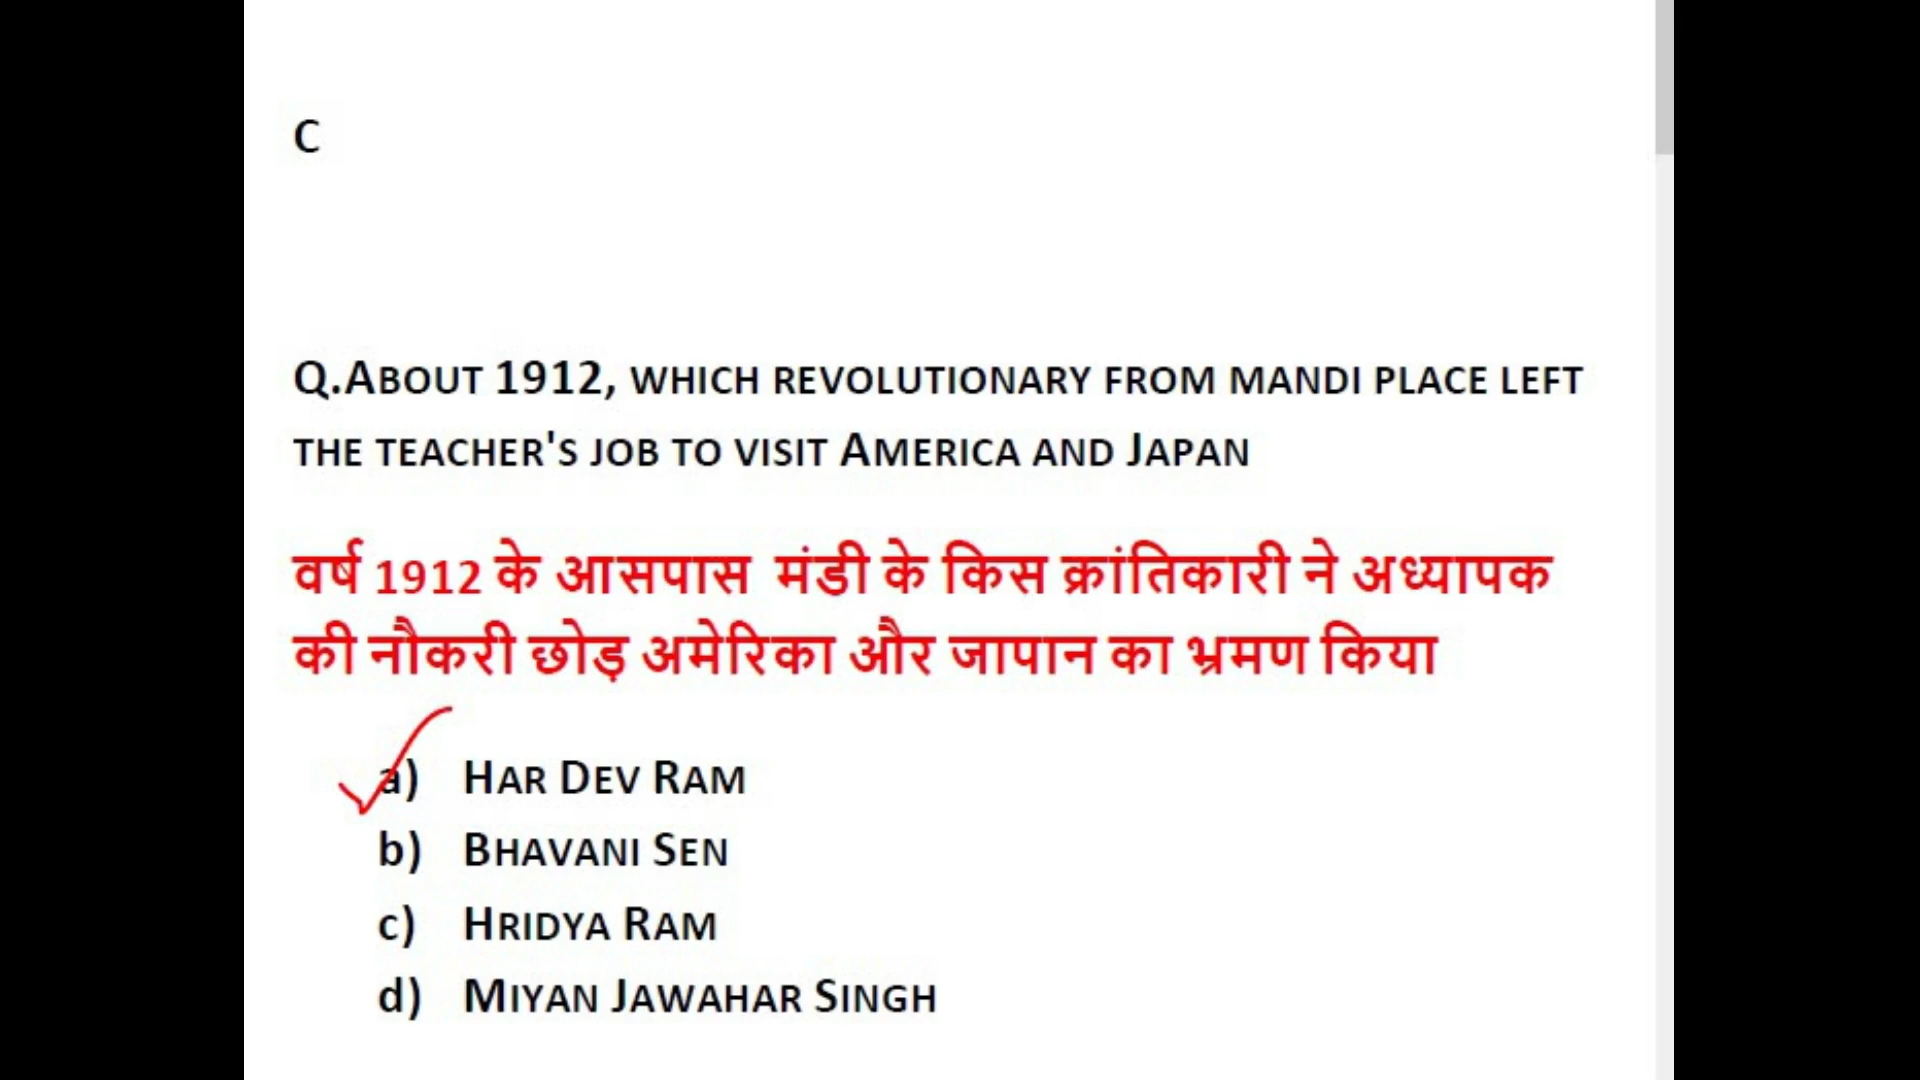 C
Q.ABOUT 1912, WHICH REVOLUTIONARY FROM MANDI PLACE LEFT
THE TEACHER'S JOB TO VISIT AMERICA AND JAPAN
वर्ष 1912 के आसपास मंडी के किस क्रांतिकारी ने अध्यापक
की नौकरी छोड़ अमेरिका और जापान का भ्रमण किया
a) HAR DEV RAM
b) BHAVANI SEN
c) HRIDYA RAM
d) MIYAN JAWAHAR SINGH